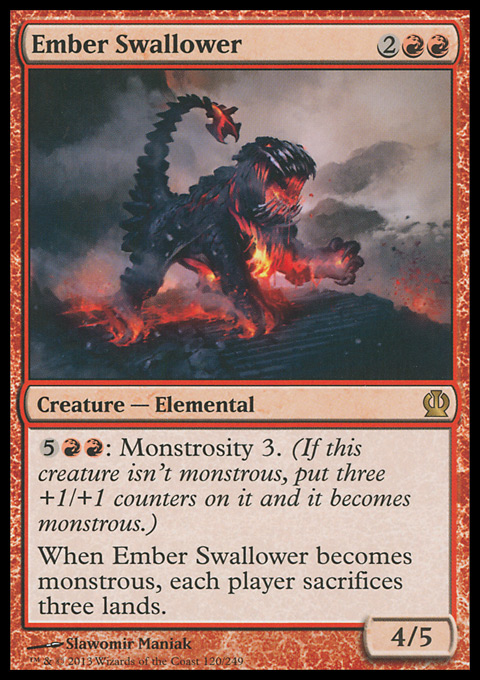 Ember Swallower 2
Creature — Elemental
5 : Monstrosity 3. (If this
creature isn't monstrous, put three
+1/+1 counters on it and it becomes
monstrous.)
When Ember Swallower becomes
monstrous, each player sacrifices
three lands.
Slawomir Maniak
4/5
™ & © 2013 Wizards of the Coast 120/249